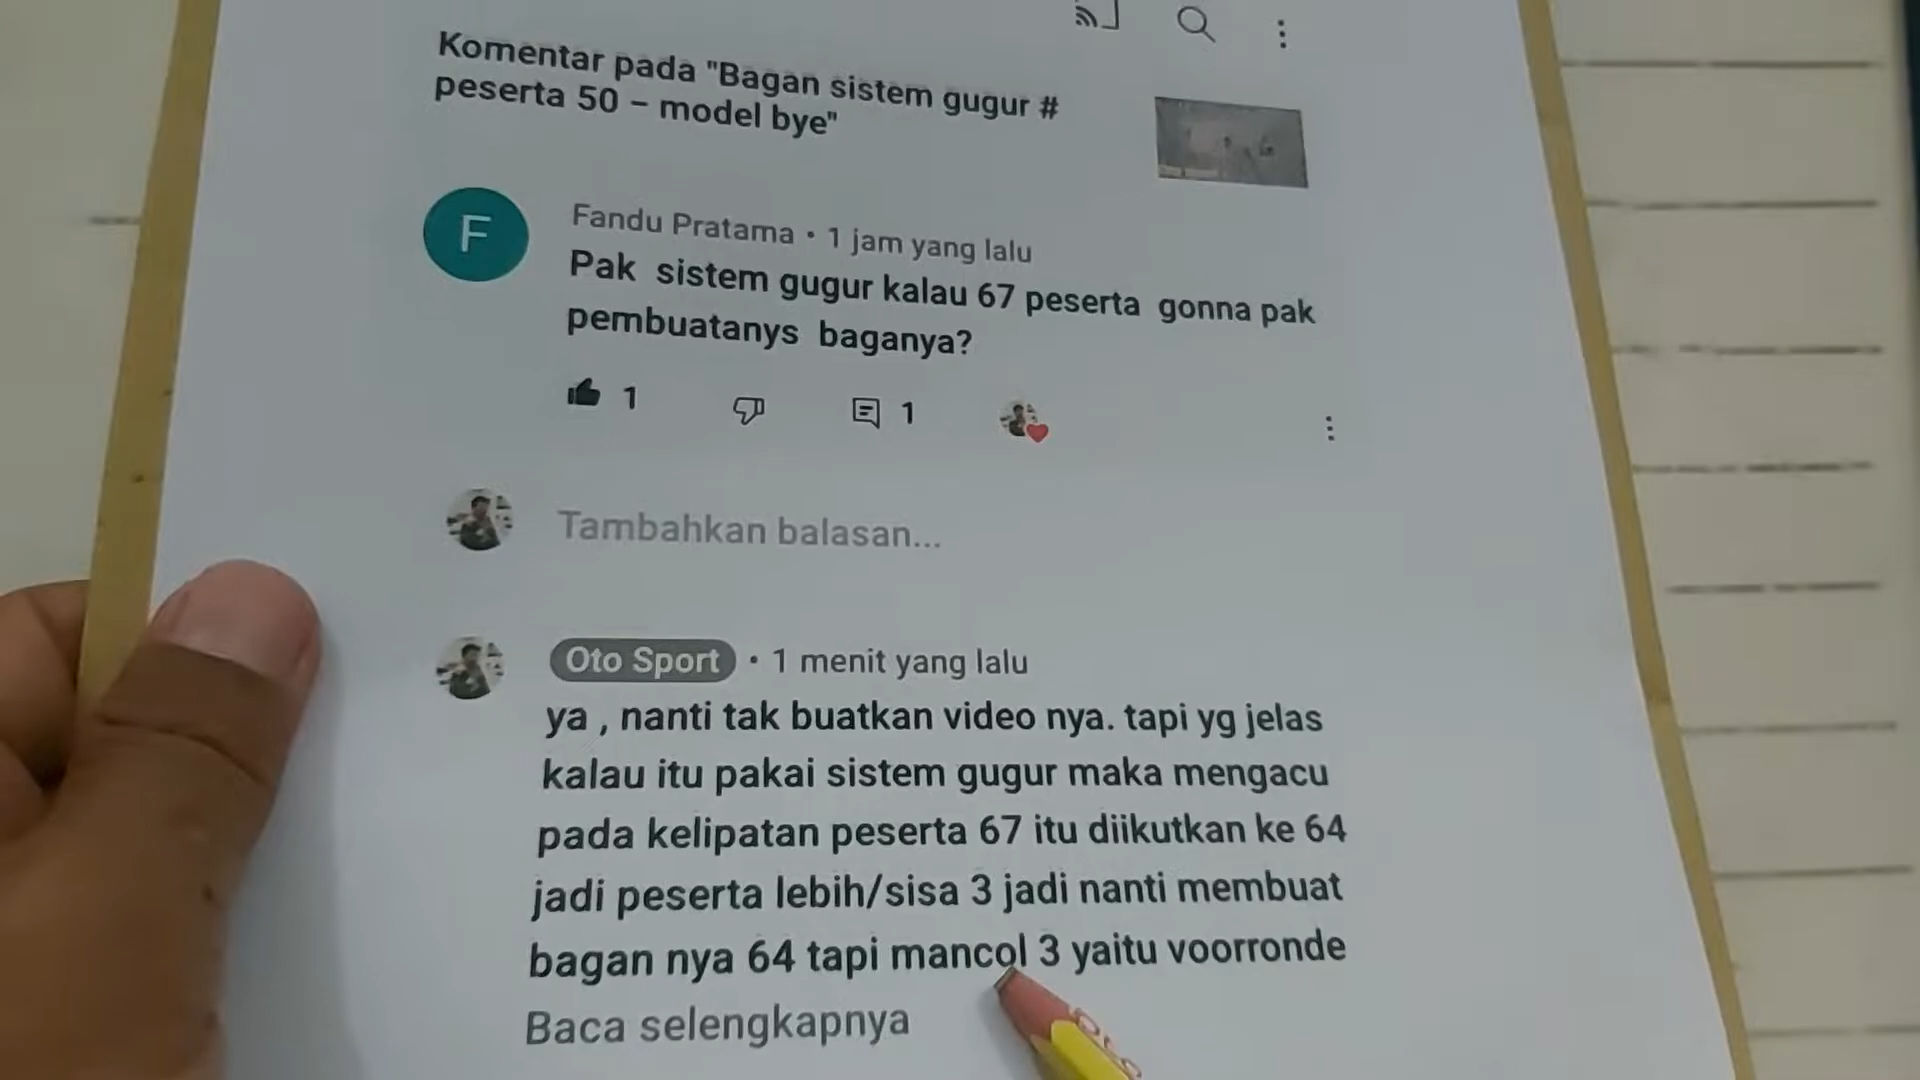 Komentar pada "Bagan sistem gugur #
peserta 50 – model bye"
F
Fandu Pratama • 1 jam yang lalu
Pak sistem gugur kalau 67 peserta gonna pak
pembuatanys baganya?
1
1
Tambahkan balasan...
Oto Sport • 1 menit yang lalu
ya , nanti tak buatkan video nya. tapi yg jelas
kalau itu pakai sistem gugur maka mengacu
pada kelipatan peserta 67 itu diikutkan ke 64
jadi peserta lebih/sisa 3 jadi nanti membuat
bagan nya 64 tapi mancol 3 yaitu voorronde
Baca selengkapnya